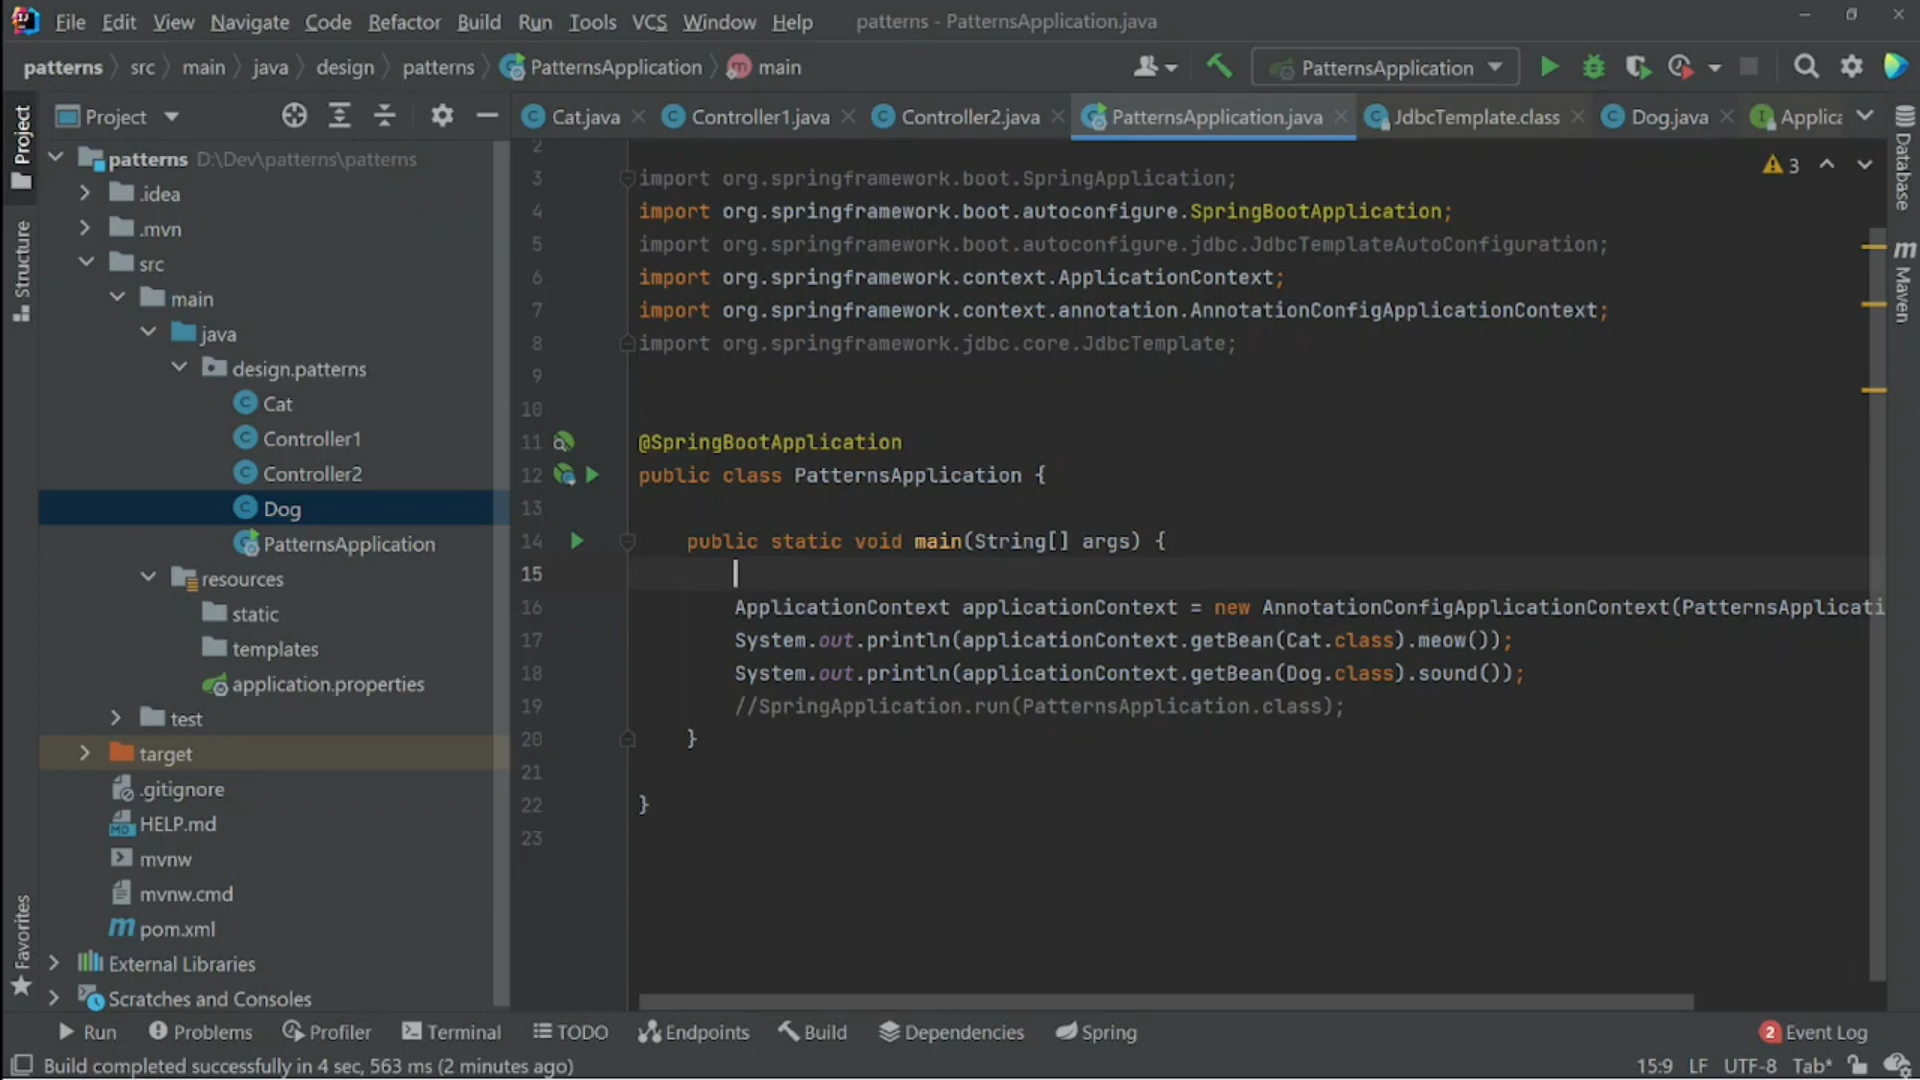 File Edit View Navigate Code Refactor Build Run Tools VCS Window Help patterns - PatternsApplication.java
patterns src main java design patterns PatternsApplication main PatternsApplication
Project Cat.java Controller1.java Controller2.java PatternsApplication.java JdbcTemplate.class Dog.java Applica
Project
Structure
Favorites
patterns D:\Dev\patterns\patterns
.idea
.mvn
src
main
java
design.patterns
Cat
Controller1
Controller2
Dog
PatternsApplication
resources
static
templates
application.properties
test
target
.gitignore
HELP.md
mvnw
mvnw.cmd
pom.xml
External Libraries
Scratches and Consoles
2
3 import org.springframework.boot.SpringApplication;
4 import org.springframework.boot.autoconfigure.SpringBootApplication;
5 import org.springframework.boot.autoconfigure.jdbc.JdbcTemplateAutoConfiguration;
6 import org.springframework.context.ApplicationContext;
7 import org.springframework.context.annotation.AnnotationConfigApplicationContext;
8 import org.springframework.jdbc.core.JdbcTemplate;
9
10
11 @SpringBootApplication
12 public class PatternsApplication {
13
14 public static void main(String[] args) {
15
16 ApplicationContext applicationContext = new AnnotationConfigApplicationContext(PatternsApplicati
17 System.out.println(applicationContext.getBean(Cat.class).meow());
18 System.out.println(applicationContext.getBean(Dog.class).sound());
19 //SpringApplication.run(PatternsApplication.class);
20 }
21
22 }
23
3
Database
Maven
Run Problems Profiler Terminal TODO Endpoints Build Dependencies Spring 2 Event Log
Build completed successfully in 4 sec, 563 ms (2 minutes ago) 15:9 LF UTF-8 Tab*